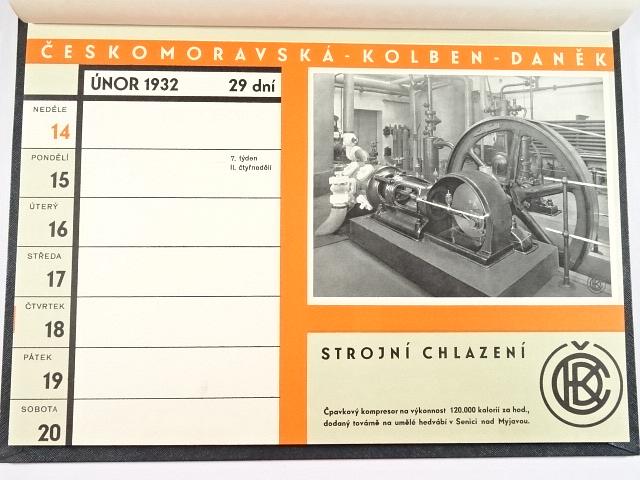 ČESKOMORAVSKÁ - KOLBEN - DANĚK
ÚNOR 1932 29 dní
NEDĚLE
14
PONDĚLÍ
15
7. týden
II. čtyřnedělí
ÚTERÝ
16
STŘEDA
17
ČTVRTEK
18
PÁTEK
19
SOBOTA
20
STROJNÍ CHLAZENÍ
ČKD
Čpavkový kompresor na výkonnost 120.000 kalorií za hod.,
dodaný továrně na umělé hedvábí v Senici nad Myjavou.